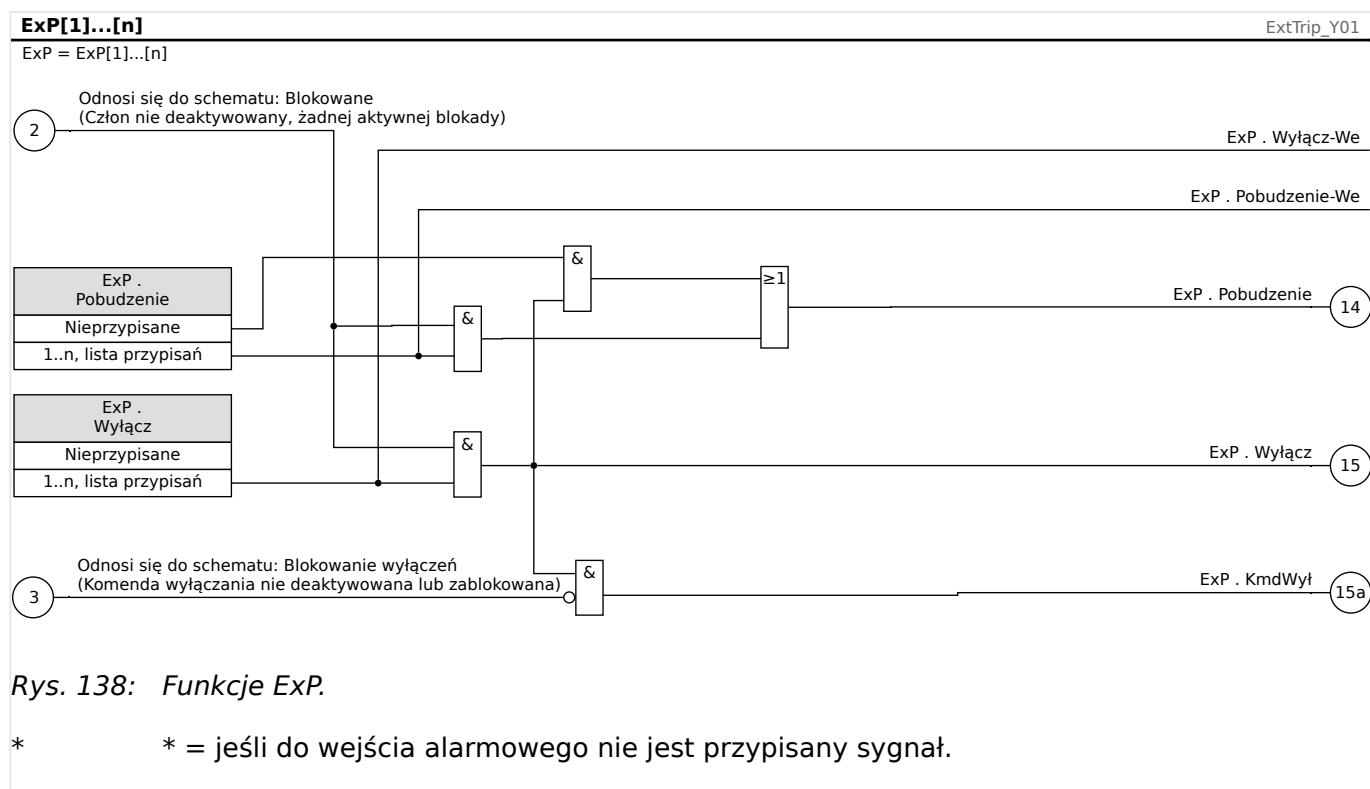 ExP[1]...[n]
ExtTrip_Y01
ExP = ExP[1]...[n]
Odnosi się do schematu: Blokowane
(Człon nie deaktywowany, żadnej aktywnej blokady)
2
ExP . Wyłącz-We
ExP . Pobudzenie-We
&
ExP .
Pobudzenie
≥1
ExP . Pobudzenie
14
&
Nieprzypisane
1..n, lista przypisań
ExP .
Wyłącz
&
Nieprzypisane
ExP . Wyłącz
15
1..n, lista przypisań
Odnosi się do schematu: Blokowanie wyłączeń
(Komenda wyłączania nie deaktywowana lub zablokowana)
3
&
ExP . KmdWył
15a
Rys. 138: Funkcje ExP.
* * = jeśli do wejścia alarmowego nie jest przypisany sygnał.